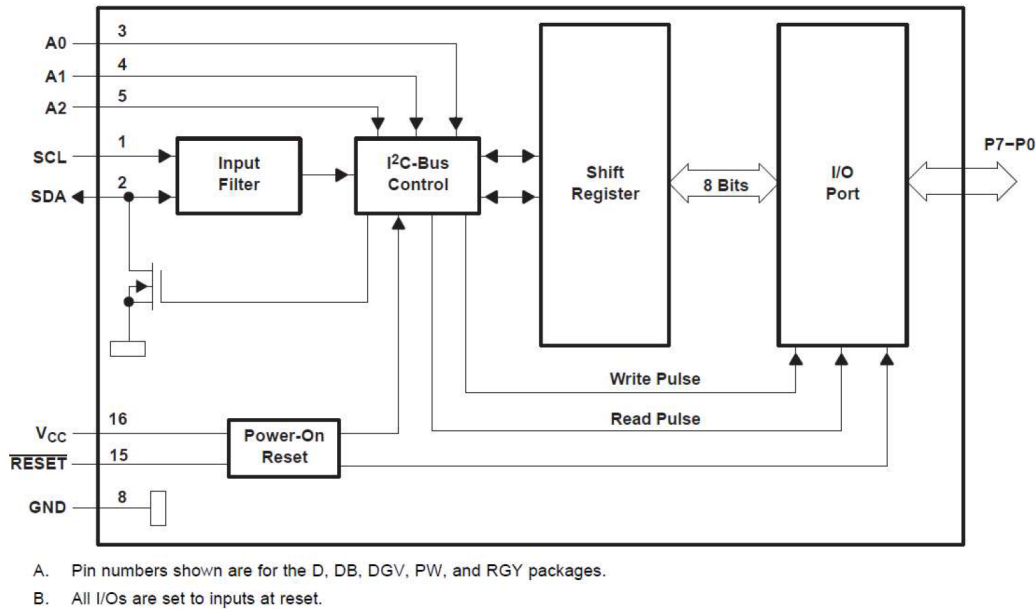 A0
3
A1
4
A2
5
SCL
1
SDA
2
Input
Filter
I²C-Bus
Control
Shift
Register
8 Bits
I/O
Port
P7−P0
Write Pulse
Read Pulse
VCC
16
RESET
15
Power-On
Reset
GND
8
A. Pin numbers shown are for the D, DB, DGV, PW, and RGY packages.
B. All I/Os are set to inputs at reset.